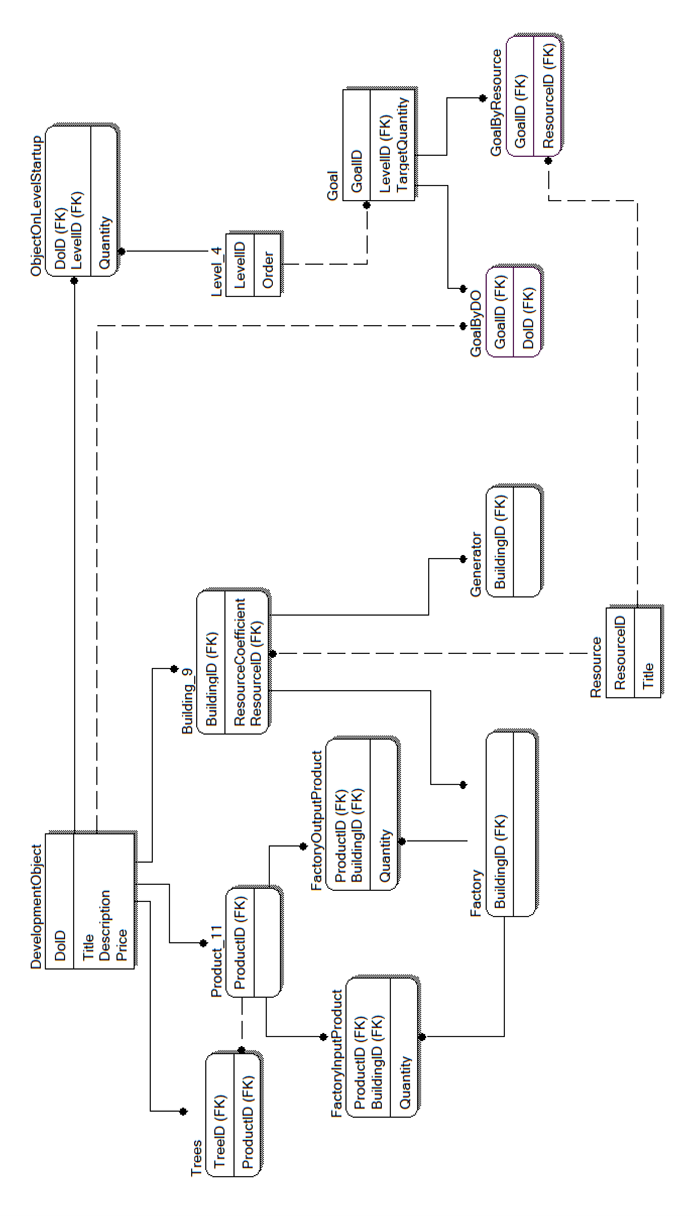 DevelopmentObject
DoID
Title
Description
Price
ObjectOnLevelStartup
DoID (FK)
LevelID (FK)
Quantity
Trees
TreeID (FK)
ProductID (FK)
Product_11
ProductID (FK)
Building_9
BuildingID (FK)
ResourceCoefficient
ResourceID (FK)
Level_4
LevelID
Order
FactoryInputProduct
ProductID (FK)
BuildingID (FK)
Quantity
FactoryOutputProduct
ProductID (FK)
BuildingID (FK)
Quantity
Goal
GoalID
LevelID (FK)
TargetQuantity
Factory
BuildingID (FK)
Generator
BuildingID (FK)
GoalByDO
GoalID (FK)
DoID (FK)
GoalByResource
GoalID (FK)
ResourceID (FK)
Resource
ResourceID
Title